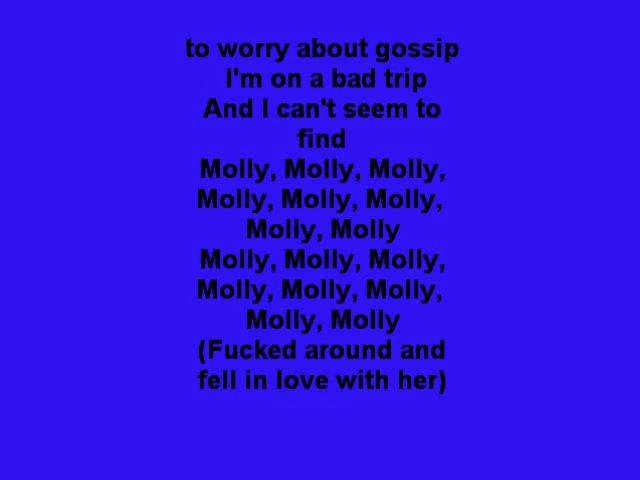 to worry about gossip
I'm on a bad trip
And I can't seem to
find
Molly, Molly, Molly,
Molly, Molly, Molly,
Molly, Molly
Molly, Molly, Molly,
Molly, Molly, Molly,
Molly, Molly
(Fucked around and
fell in love with her)